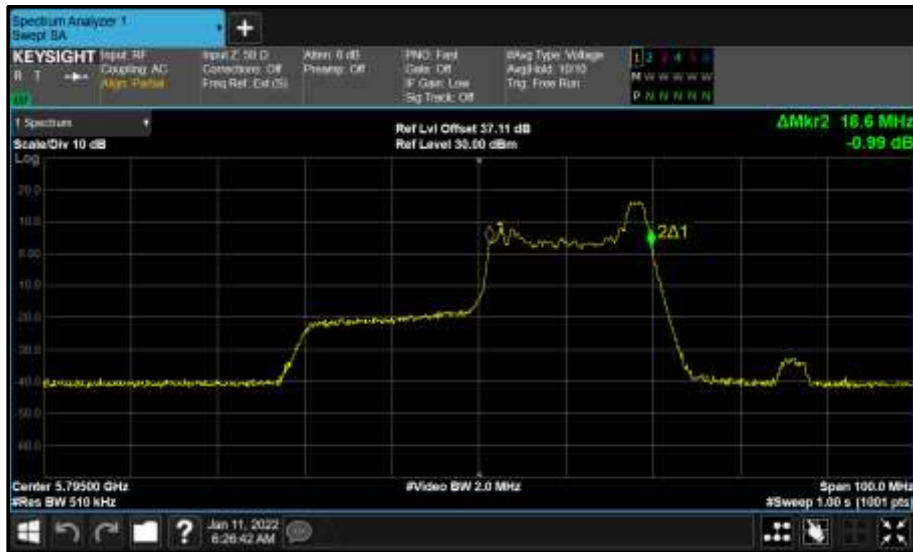 Spectrum Analyzer 1
Swept SA
+
KEYSIGHT Input: RF
R T Coupling: AC
Align: Partial
Input Z: 50 Ω
Corrections: Off
Freq Ref: Ext (S)
Atten: 6 dB
Preamp: Off
PNO: Fast
Gate: Off
IF Gain: Low
Sig Track: Off
#Avg Type: Voltage
Avg|Hold: 10/10
Trig: Free Run
1 2 3 4 5 6
M W W W W W
P N N N N N
1 Spectrum
Scale/Div 10 dB
Ref Lvl Offset 37.11 dB
Ref Level 30.00 dBm
ΔMkr2 18.6 MHz
-0.99 dB
Log
20.0
10.0
0.00
-10.0
-20.0
-30.0
-40.0
-50.0
-60.0
2Δ1
Center 5.79500 GHz
#Res BW 510 kHz
#Video BW 2.0 MHz
Span 100.0 MHz
#Sweep 1.00 s (1001 pts)
?
Jan 11, 2022
6:26:42 AM